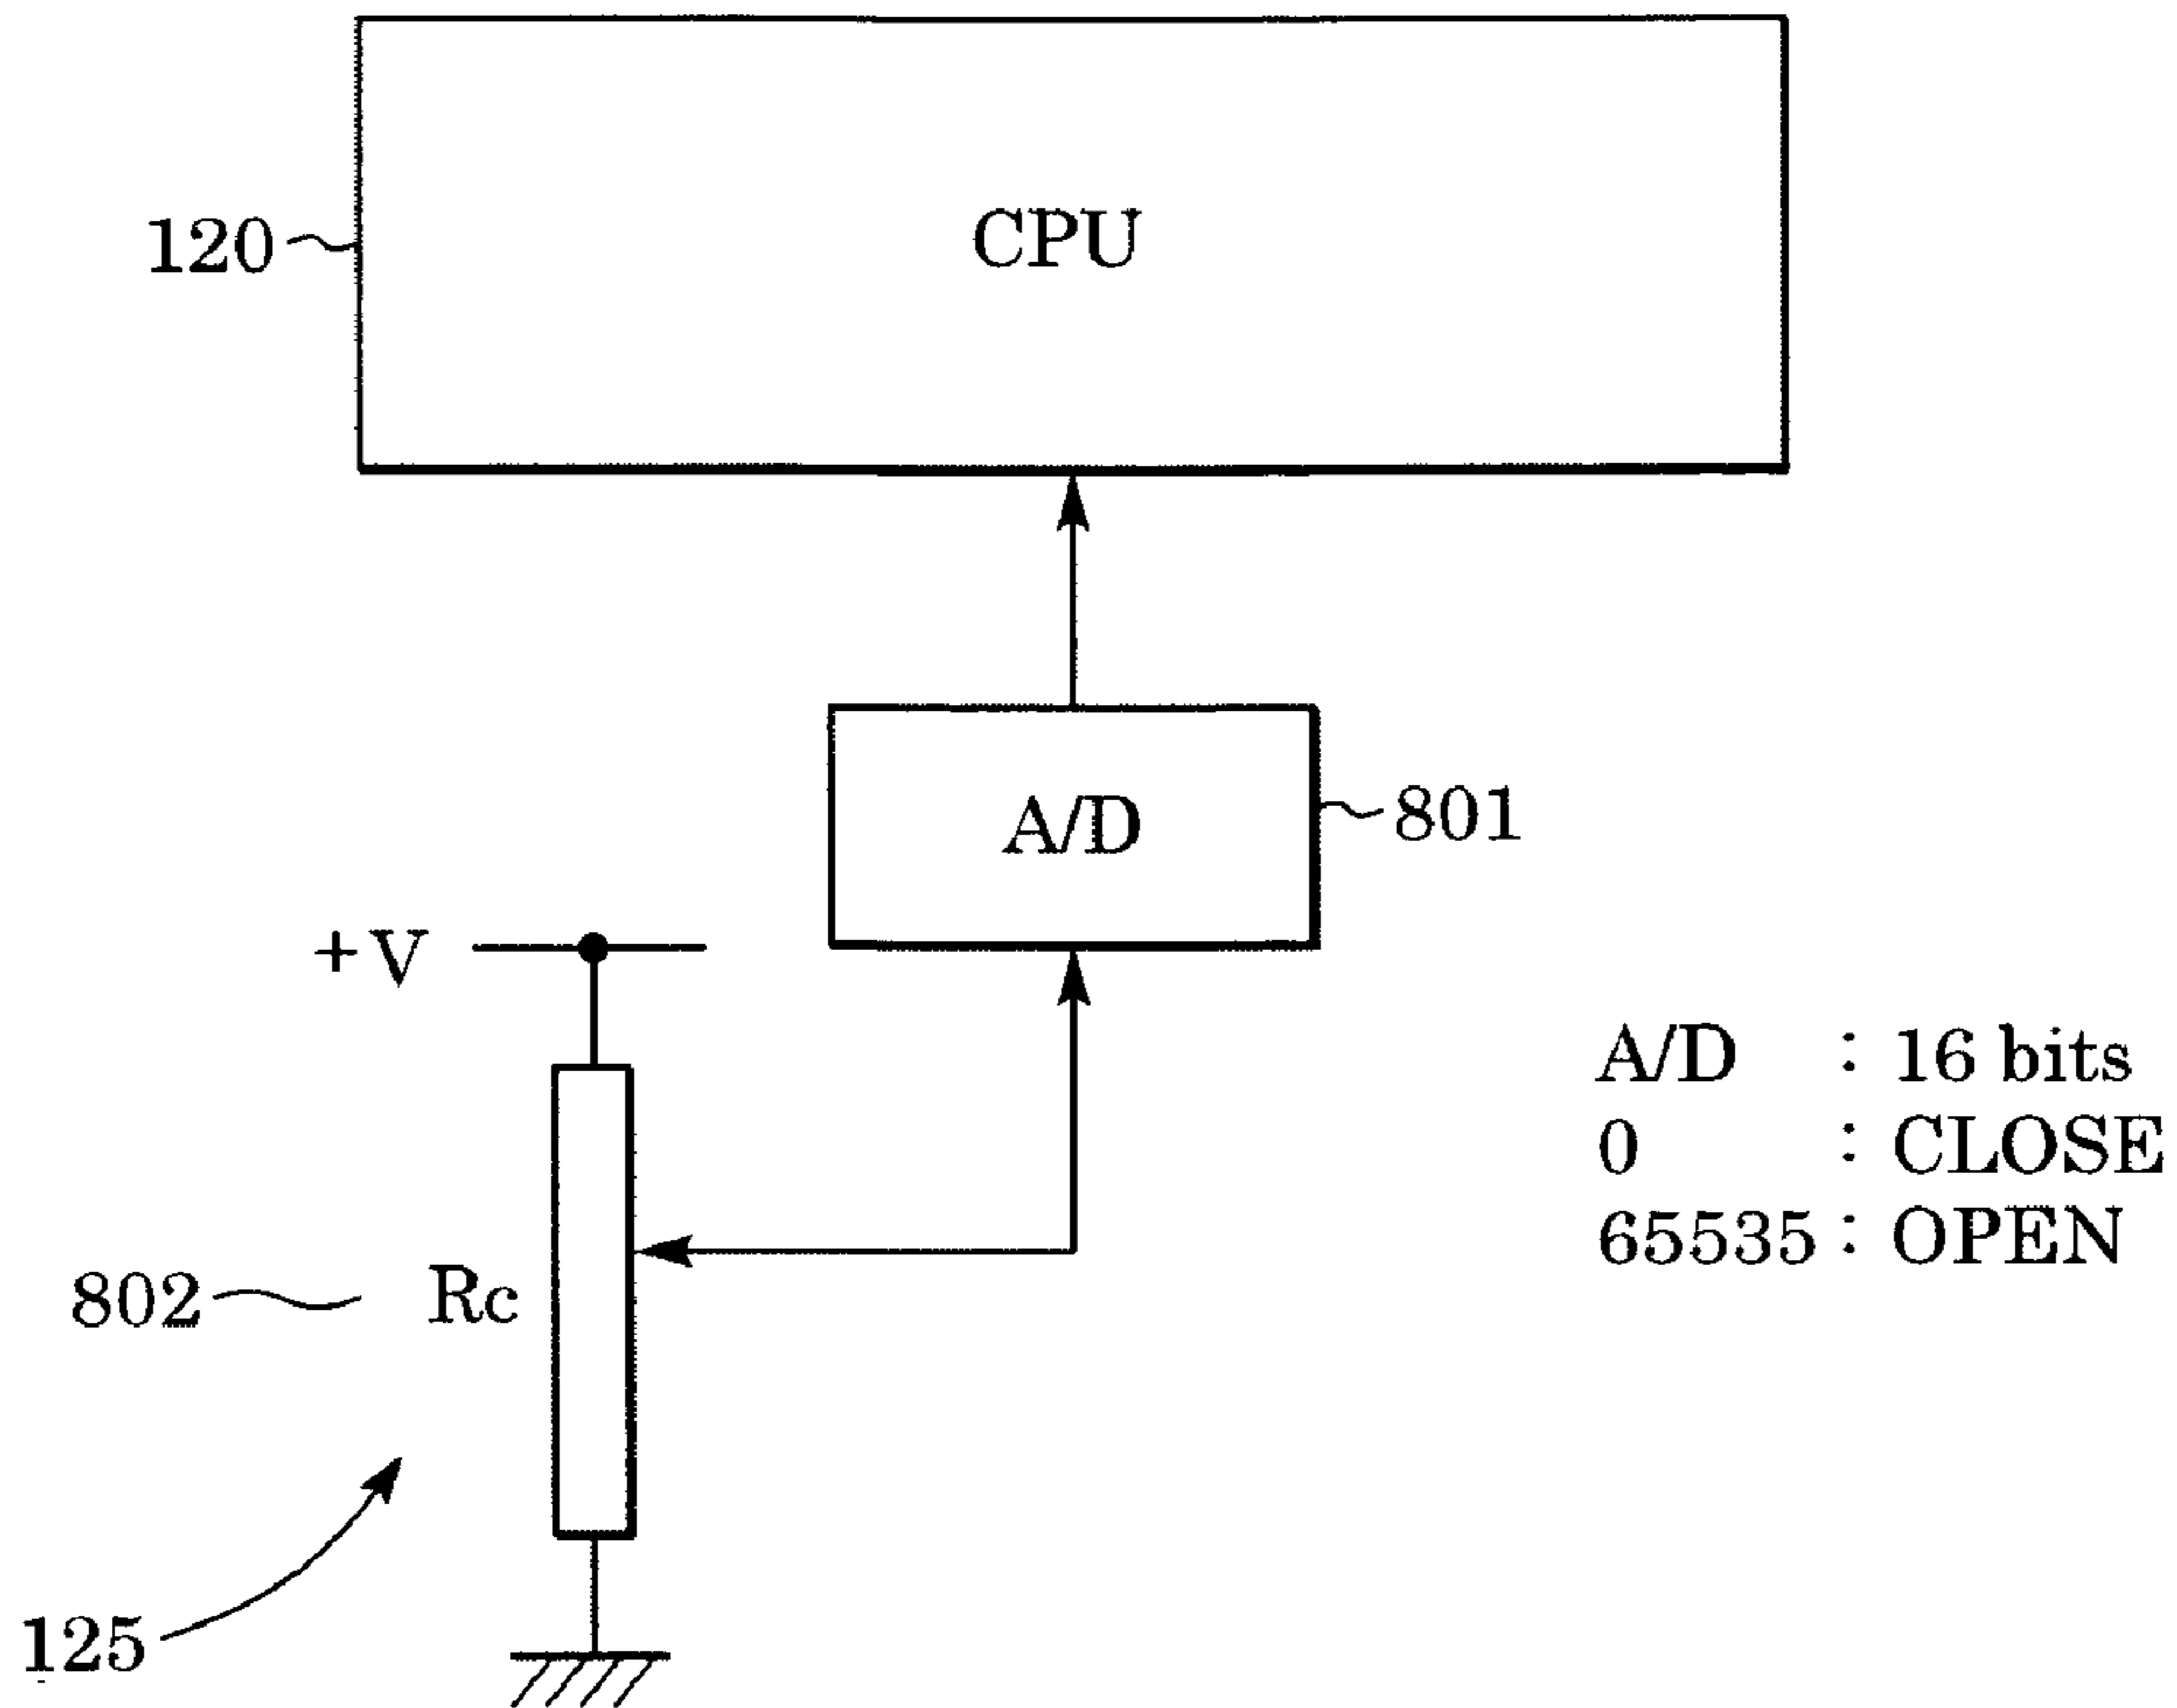 CPU
120
A/D
801
+V
A/D : 16 bits
0 : CLOSE
65535 : OPEN
802
Rc
125